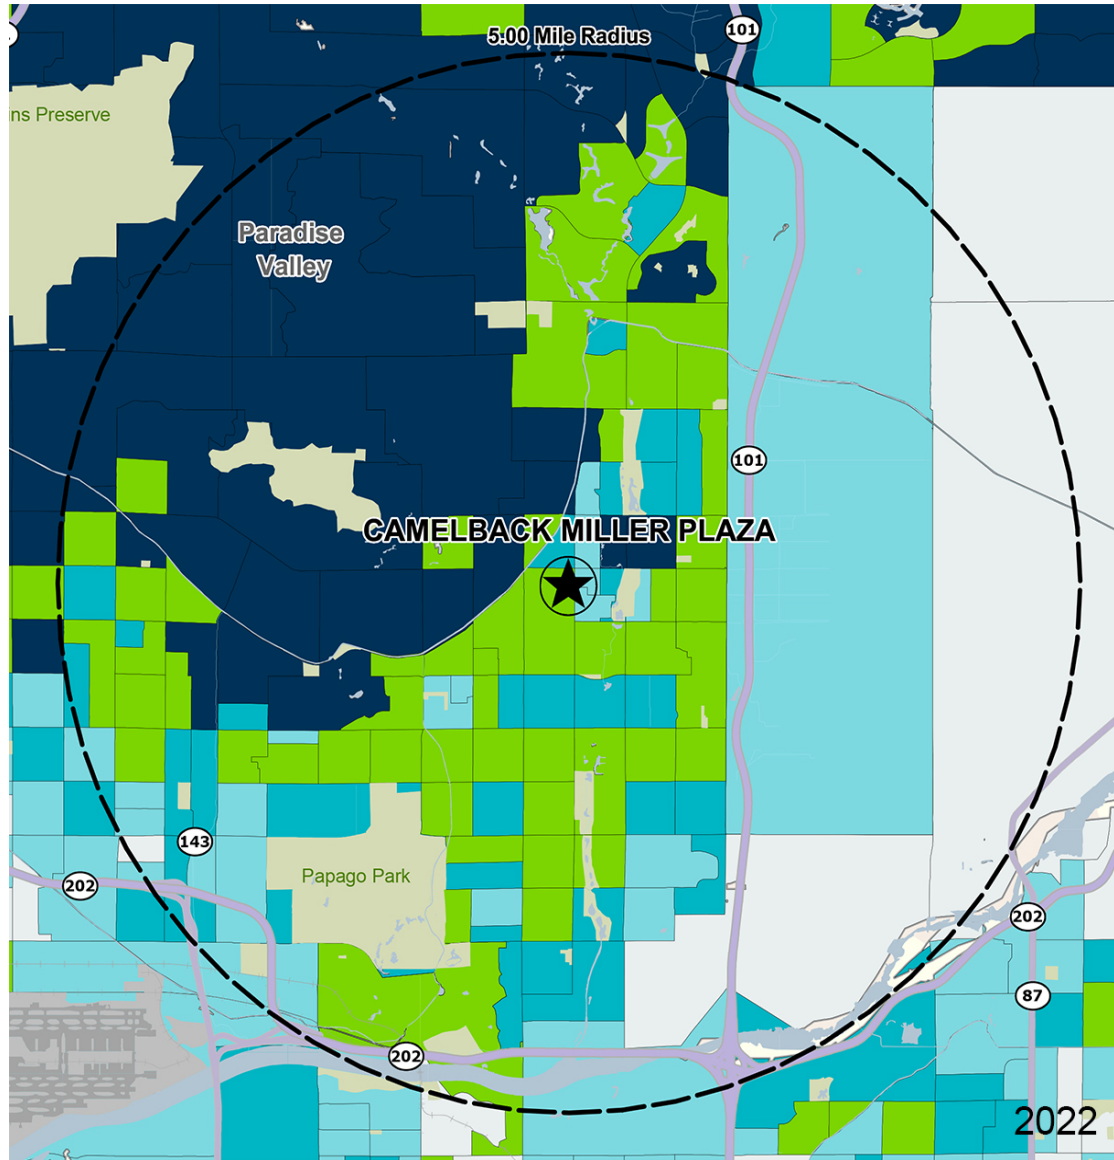 5.00 Mile Radius
101
ns Preserve
Paradise
Valley
101
CAMELBACK MILLER PLAZA
143
202
Papago Park
202
87
202
2022